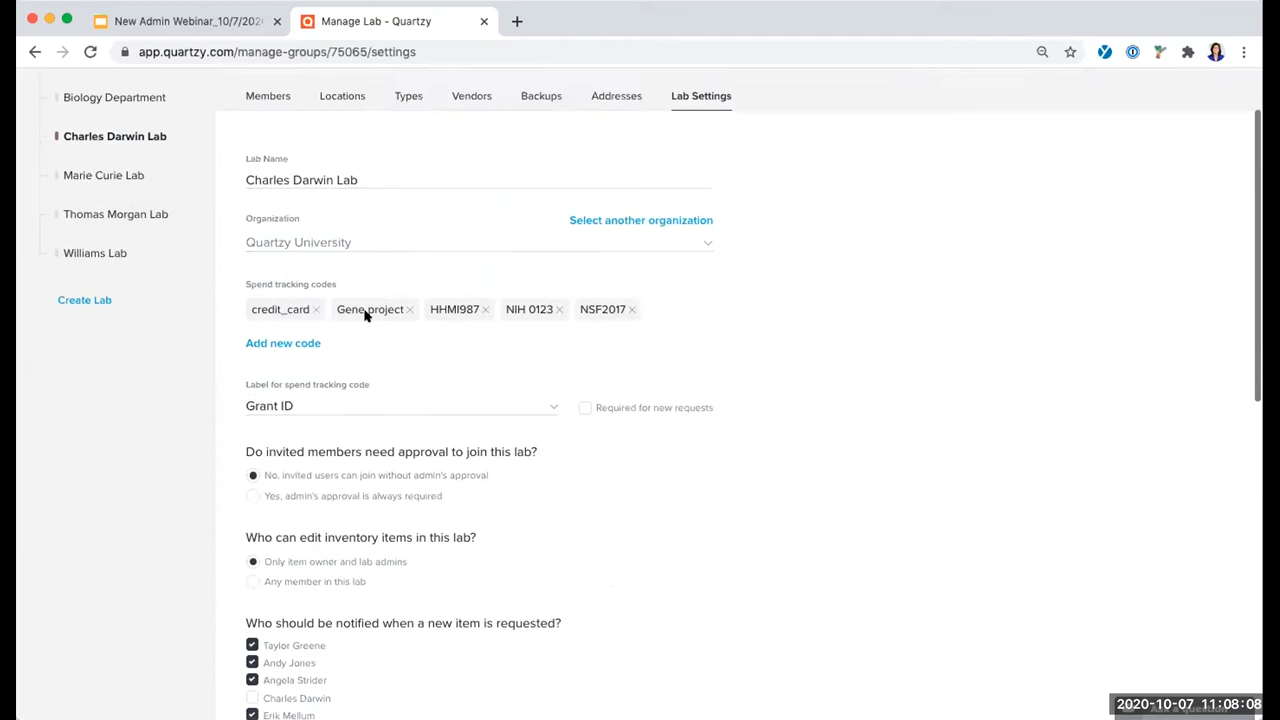 New Admin Webinar_10/7/202
Manage Lab - Quartzy
app.quartzy.com/manage-groups/75065/settings
Biology Department
Charles Darwin Lab
Marie Curie Lab
Thomas Morgan Lab
Williams Lab
Create Lab
Members Locations Types Vendors Backups Addresses Lab Settings
Lab Name
Charles Darwin Lab
Organization
Select another organization
Quartzy University
Spend tracking codes
credit_card Gene project HHMI987 NIH 0123 NSF2017
Add new code
Label for spend tracking code
Grant ID
Required for new requests
Do invited members need approval to join this lab?
No, invited users can join without admin's approval
Yes, admin's approval is always required
Who can edit inventory items in this lab?
Only item owner and lab admins
Any member in this lab
Who should be notified when a new item is requested?
Taylor Greene
Andy Jones
Angela Strider
Charles Darwin
Erik Mellum
2020-10-07 11:08:08